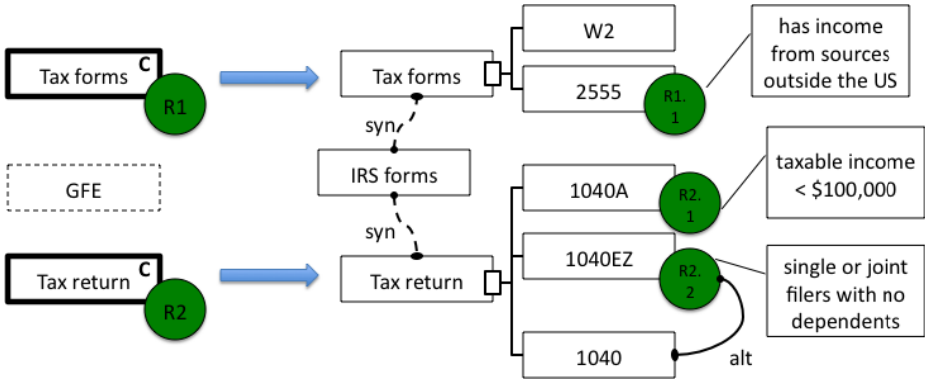 C
Tax forms
R1
GFE
C
Tax return
R2
Tax forms
syn
IRS forms
syn
Tax return
W2
2555
R1.
1
has income
from sources
outside the US
1040A
R2.
1
taxable income
< $100,000
1040EZ
R2.
2
single or joint
filers with no
dependents
1040
alt